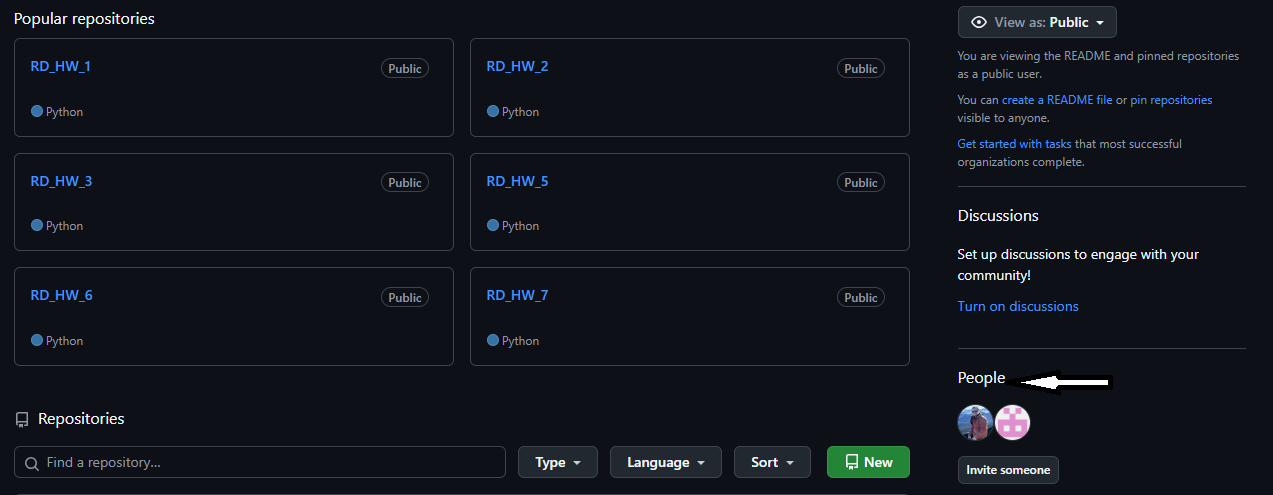 Popular repositories
RD_HW_1 Public
Python
RD_HW_2 Public
Python
RD_HW_3 Public
Python
RD_HW_5 Public
Python
RD_HW_6 Public
Python
RD_HW_7 Public
Python
Repositories
Find a repository...
Type
Language
Sort
New
View as: Public
You are viewing the README and pinned repositories
as a public user.
You can create a README file or pin repositories
visible to anyone.
Get started with tasks that most successful
organizations complete.
Discussions
Set up discussions to engage with your
community!
Turn on discussions
People
Invite someone